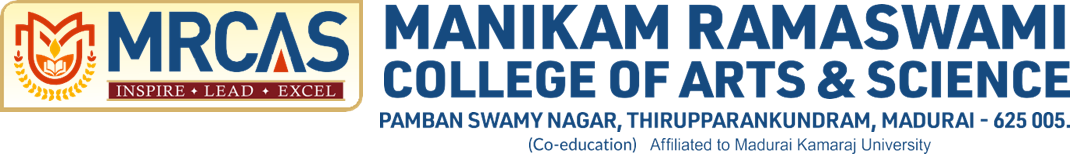 MRCAS
INSPIRE • LEAD • EXCEL
MANIKAM RAMASWAMI
COLLEGE OF ARTS & SCIENCE
PAMBAN SWAMY NAGAR, THIRUPPARANKUNDRAM, MADURAI - 625 005.
(Co-education) Affiliated to Madurai Kamaraj University